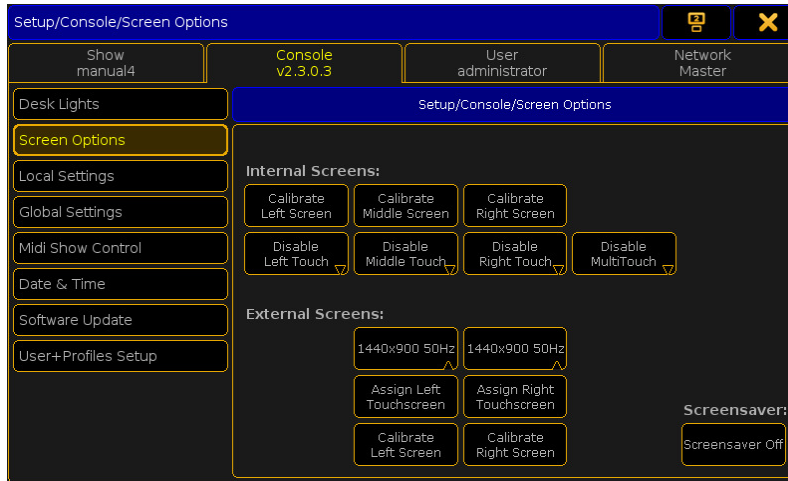 Setup/Console/Screen Options
2
Show
manual4
Console
v2.3.0.3
User
administrator
Network
Master
Desk Lights
Screen Options
Local Settings
Global Settings
Midi Show Control
Date & Time
Software Update
User+Profiles Setup
Setup/Console/Screen Options
Internal Screens:
Calibrate
Left Screen
Calibrate
Middle Screen
Calibrate
Right Screen
Disable
Left Touch
Disable
Middle Touch
Disable
Right Touch
Disable
MultiTouch
External Screens:
1440x900 50Hz
1440x900 50Hz
Assign Left
Touchscreen
Assign Right
Touchscreen
Calibrate
Left Screen
Calibrate
Right Screen
Screensaver:
Screensaver Off